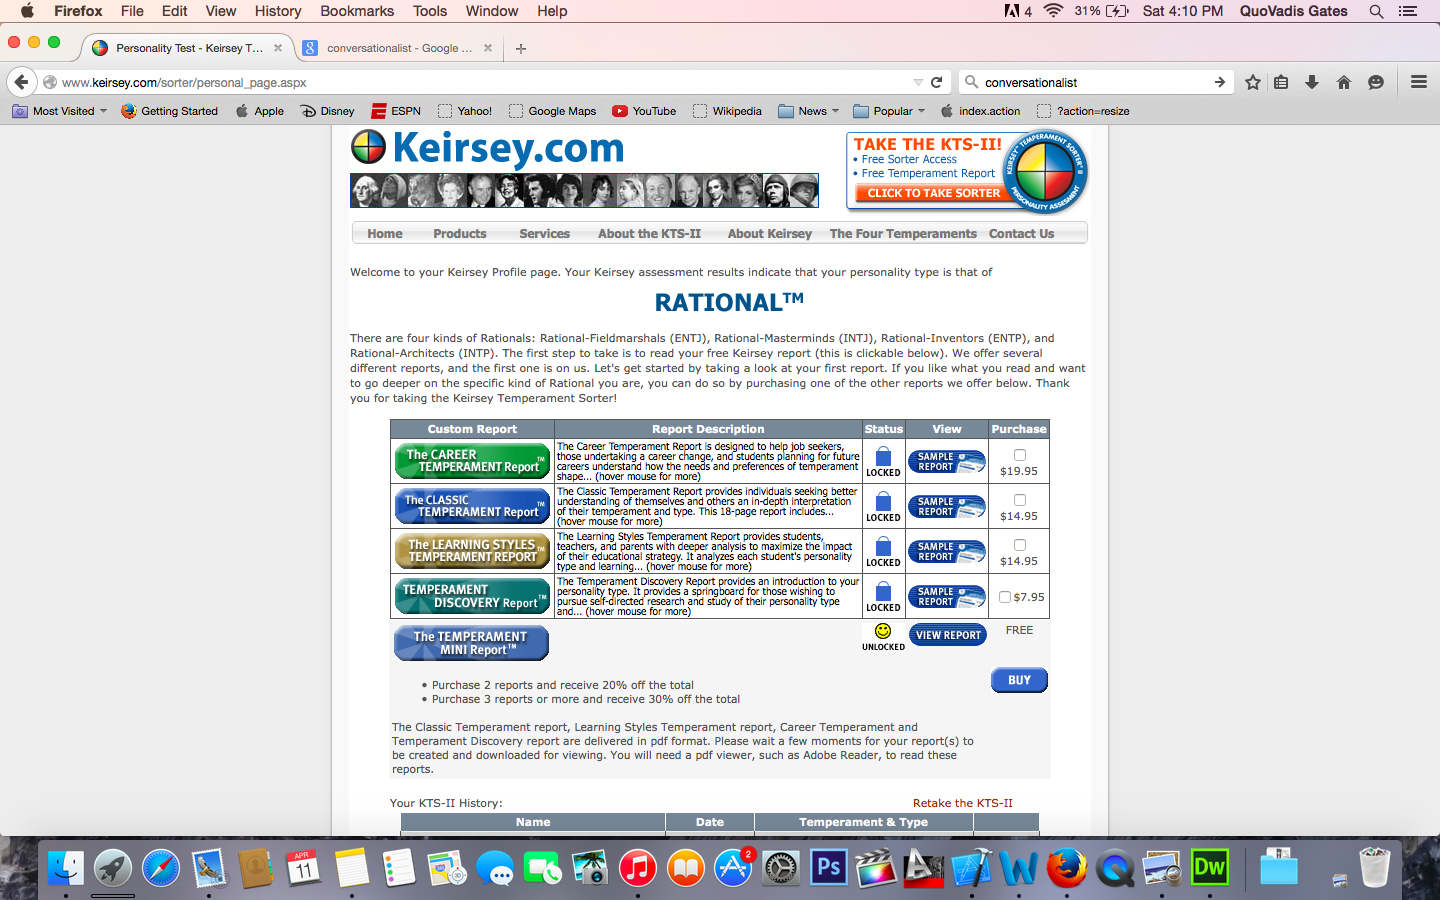 Firefox File Edit View History Bookmarks Tools Window Help 4 31% Sat 4:10 PM QuoVadis Gates
Personality Test - Keirsey T... conversationalist - Google ...
www.keirsey.com/sorter/personal_page.aspx conversationalist
Most Visited Getting Started Apple Disney ESPN Yahoo! Google Maps YouTube Wikipedia News Popular index.action ?action=resize
Keirsey.com
TAKE THE KTS-II!
• Free Sorter Access
• Free Temperament Report
CLICK TO TAKE SORTER
KEIRSEY TEMPERAMENT SORTER II
PERSONALITY ASSESSMENT
Home Products Services About the KTS-II About Keirsey The Four Temperaments Contact Us
Welcome to your Keirsey Profile page. Your Keirsey assessment results indicate that your personality type is that of
RATIONAL™
There are four kinds of Rationals: Rational-Fieldmarshals (ENTJ), Rational-Masterminds (INTJ), Rational-Inventors (ENTP), and
Rational-Architects (INTP). The first step to take is to read your free Keirsey report (this is clickable below). We offer several
different reports, and the first one is on us. Let's get started by taking a look at your first report. If you like what you read and want
to go deeper on the specific kind of Rational you are, you can do so by purchasing one of the other reports we offer below. Thank
you for taking the Keirsey Temperament Sorter!
Custom Report Report Description Status View Purchase
The CAREER
TEMPERAMENT Report™
The Career Temperament Report is designed to help job seekers,
those undertaking a career change, and students planning for future
careers understand how the needs and preferences of temperament
shape... (hover mouse for more)
LOCKED
SAMPLE
REPORT
$19.95
The CLASSIC
TEMPERAMENT Report™
The Classic Temperament Report provides individuals seeking better
understanding of themselves and others an in-depth interpretation
of their temperament and type. This 18-page report includes...
(hover mouse for more)
LOCKED
SAMPLE
REPORT
$14.95
The LEARNING STYLES
TEMPERAMENT REPORT™
The Learning Styles Temperament Report provides students,
teachers, and parents with deeper analysis to maximize the impact
of their educational strategy. It analyzes each student's personality
type and learning... (hover mouse for more)
LOCKED
SAMPLE
REPORT
$14.95
TEMPERAMENT
DISCOVERY Report™
The Temperament Discovery Report provides an introduction to your
personality type. It provides a springboard for those wishing to
pursue self-directed research and study of their personality type
and... (hover mouse for more)
LOCKED
SAMPLE
REPORT
$7.95
The TEMPERAMENT
MINI Report™
UNLOCKED
VIEW REPORT
FREE
• Purchase 2 reports and receive 20% off the total
• Purchase 3 reports or more and receive 30% off the total
BUY
The Classic Temperament report, Learning Styles Temperament report, Career Temperament and
Temperament Discovery report are delivered in pdf format. Please wait a few moments for your report(s) to
be created and downloaded for viewing. You will need a pdf viewer, such as Adobe Reader, to read these
reports.
Your KTS-II History: Retake the KTS-II
Name Date Temperament & Type
APR
11
2
Ps
Dw